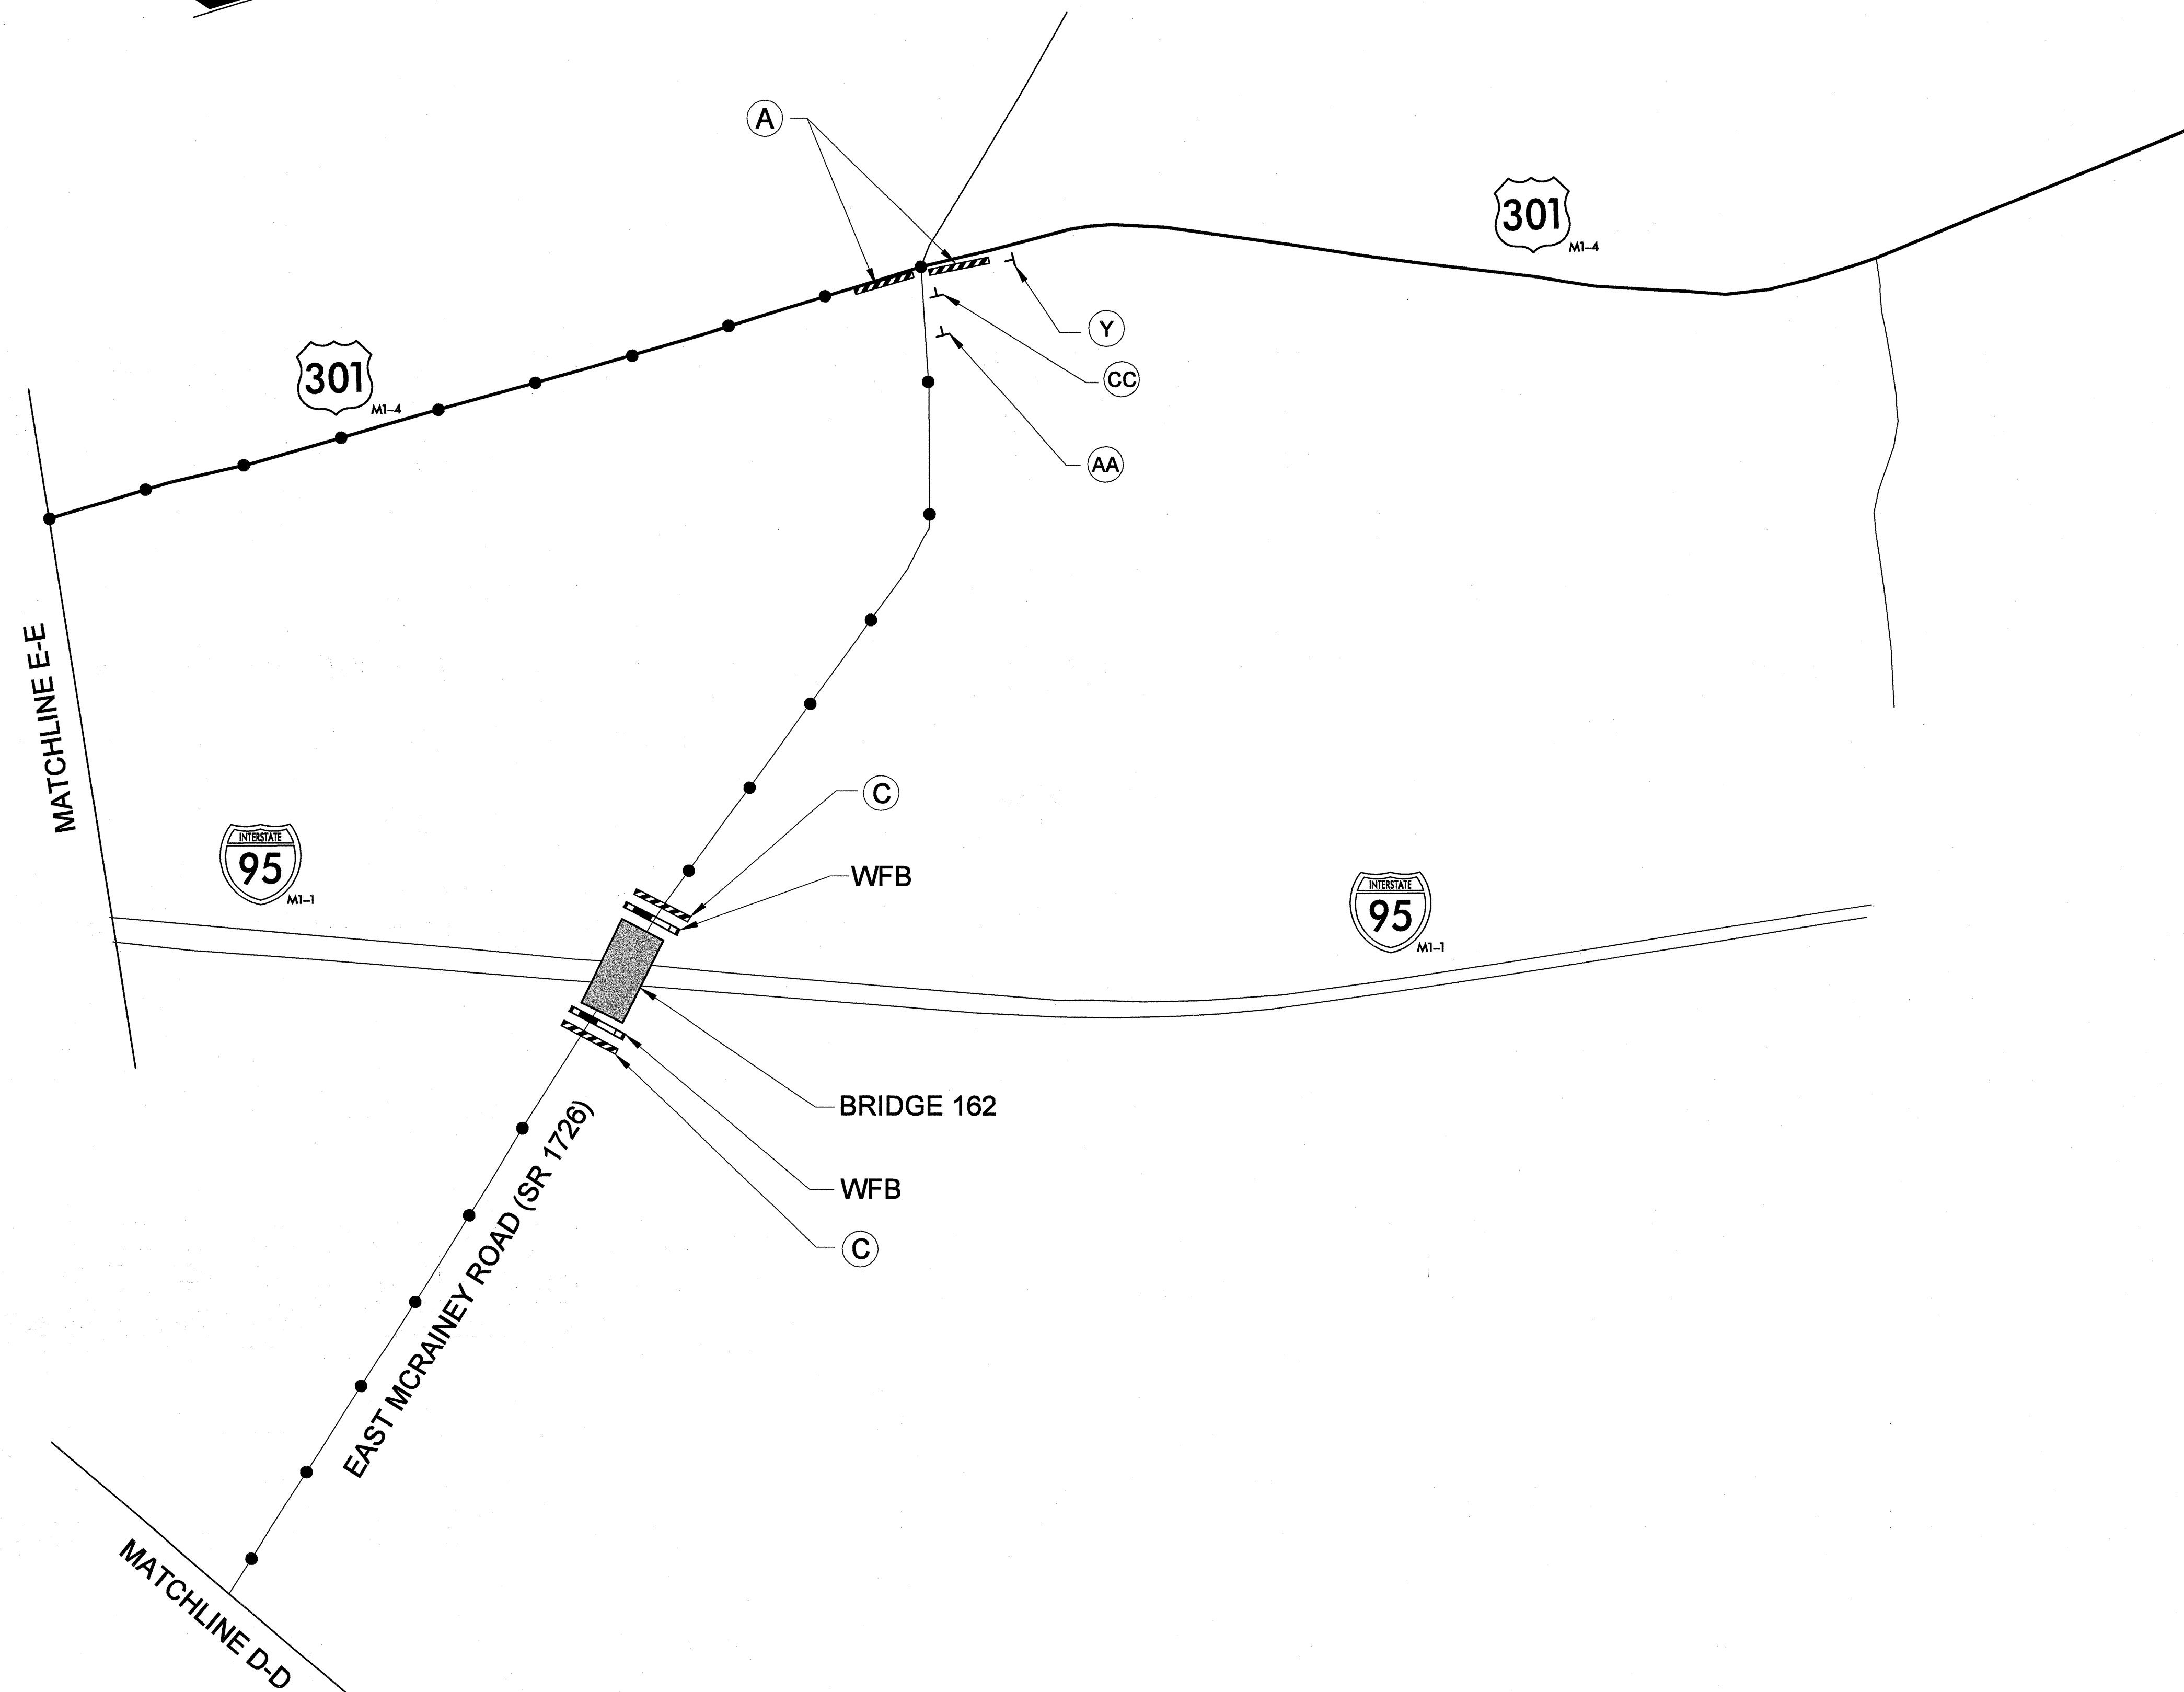 A
301
M1-4
Y
301
M1-4
CC
AA
MATCHLINE E-E
C
INTERSTATE
95
M1-1
WFB
INTERSTATE
95
M1-1
BRIDGE 162
WFB
C
EAST MCRAINEY ROAD (SR 1726)
MATCHLINE D-D